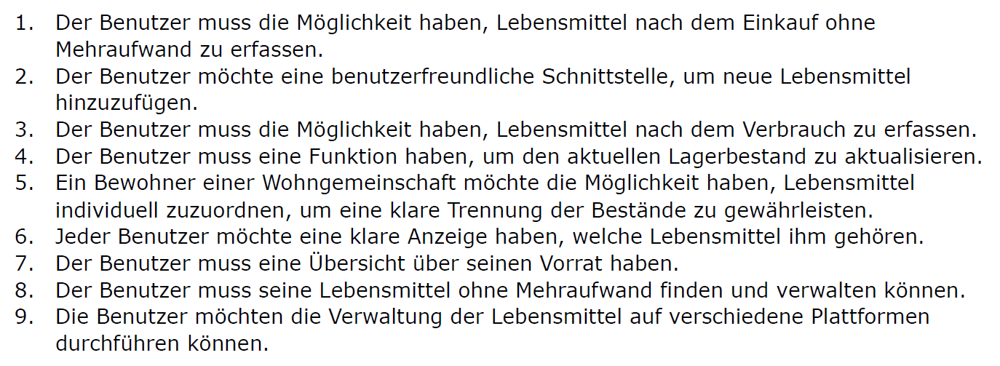 1. Der Benutzer muss die Möglichkeit haben, Lebensmittel nach dem Einkauf ohne
Mehraufwand zu erfassen.
2. Der Benutzer möchte eine benutzerfreundliche Schnittstelle, um neue Lebensmittel
hinzuzufügen.
3. Der Benutzer muss die Möglichkeit haben, Lebensmittel nach dem Verbrauch zu erfassen.
4. Der Benutzer muss eine Funktion haben, um den aktuellen Lagerbestand zu aktualisieren.
5. Ein Bewohner einer Wohngemeinschaft möchte die Möglichkeit haben, Lebensmittel
individuell zuzuordnen, um eine klare Trennung der Bestände zu gewährleisten.
6. Jeder Benutzer möchte eine klare Anzeige haben, welche Lebensmittel ihm gehören.
7. Der Benutzer muss eine Übersicht über seinen Vorrat haben.
8. Der Benutzer muss seine Lebensmittel ohne Mehraufwand finden und verwalten können.
9. Die Benutzer möchten die Verwaltung der Lebensmittel auf verschiedene Plattformen
durchführen können.